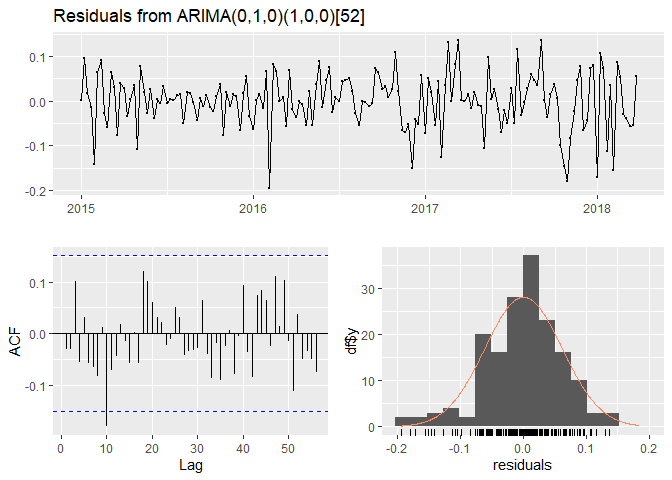 Residuals from ARIMA(0,1,0)(1,0,0)[52]
0.1
0.0
-0.1
-0.2
2015 2016 2017 2018
ACF
0.1
0.0
-0.1
0 10 20 30 40 50
Lag
df$y
30
20
10
0
-0.2 -0.1 0.0 0.1 0.2
residuals